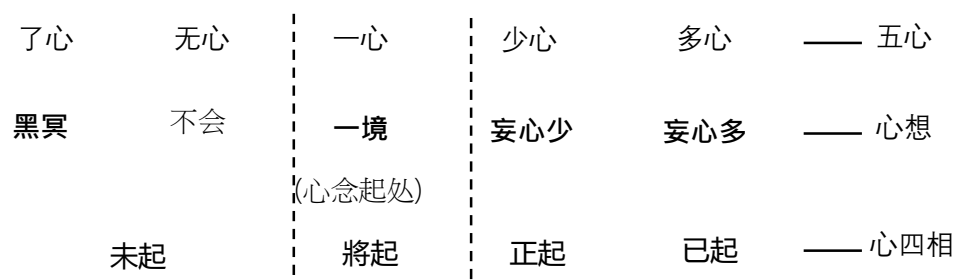 了心 无心 一心 少心 多心 —— 五心
黑冥 不会 一境 妄心少 妄心多 —— 心想
(心念起处)
未起 將起 正起 已起 —— 心四相